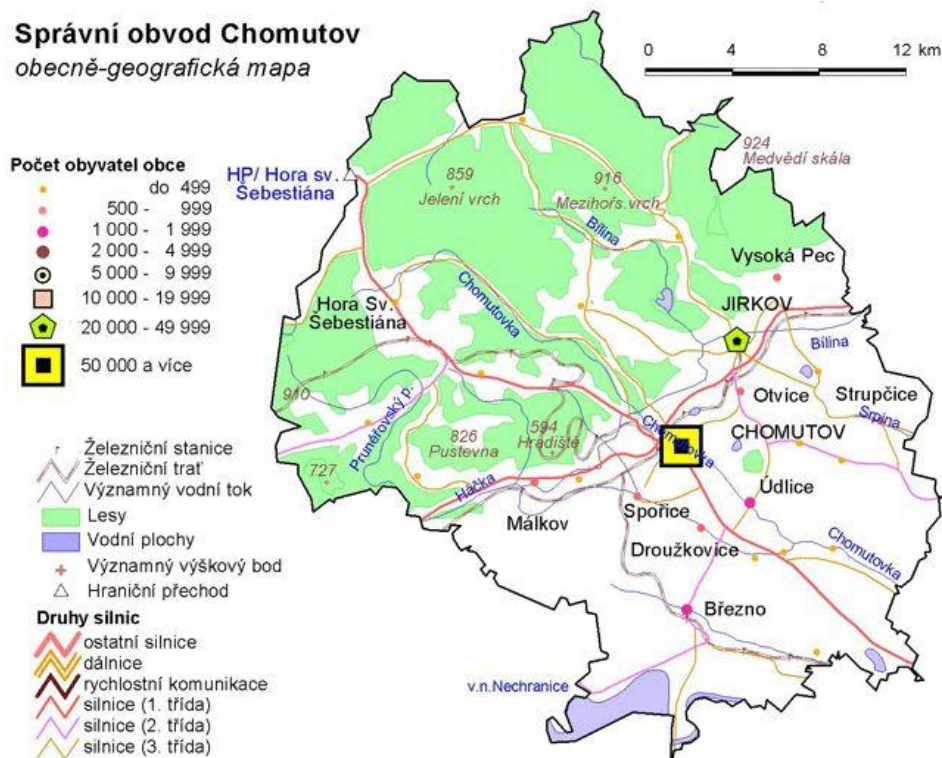 Správní obvod Chomutov
obecně-geografická mapa
0 4 8 12 km
Počet obyvatel obce
do 499
500 - 999
1 000 - 1 999
2 000 - 4 999
5 000 - 9 999
10 000 - 19 999
20 000 - 49 999
50 000 a více
Železniční stanice
Železniční trať
Významný vodní tok
Lesy
Vodní plochy
Významný výškový bod
Hraniční přechod
Druhy silnic
ostatní silnice
dálnice
rychlostní komunikace
silnice (1. třída)
silnice (2. třída)
silnice (3. třída)
HP/ Hora sv.
Šebestiána
859
Jelení vrch
916
Mezihoř.vrch
924
Medvědí skála
Bílina
Vysoká Pec
Chomutovka
Hora Sv.
Šebestiána
JIRKOV
Bílina
910
Prunéřovský p.
Otvice
Strupčice
Srpina
826
Pustevna
594
Hradiště
Chomutovka
CHOMUTOV
727
Háčka
Údlice
Málkov
Spořice
Droužkovice
Chomutovka
Březno
v.n.Nechranice